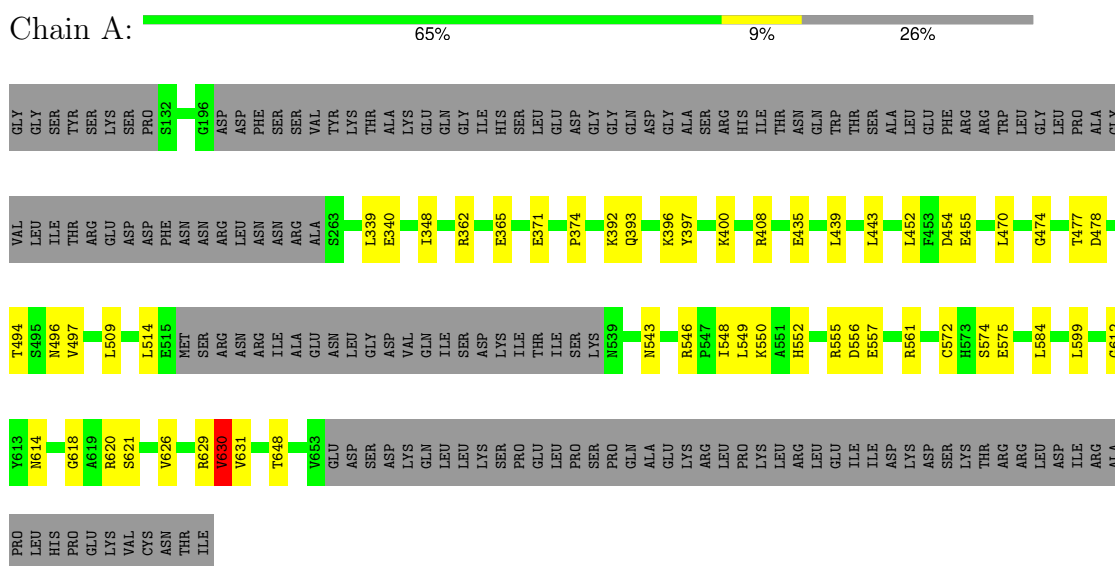 Chain A:
65% 9% 26%
GLY GLY SER TYR SER LYS SER PRO S132 G196 ASP ASP PHE SER SER VAL TYR LYS THR ALA LYS GLU GLN GLY ILE HIS SER LEU GLU ASP GLY GLY GLN ASP GLY ALA SER ARG HIS ILE THR ASN GLN TRP THR SER ALA LEU GLU PHE ARG ARG TRP LEU GLY LEU PRO ALA GLY
VAL LEU ILE THR ARG GLU ASP ASP PHE ASN ASN ARG LEU ASN ASN ARG ALA S263 L339 E340 I348 R362 E365 E371 P374 K392 Q393 K396 Y397 K400 R408 E435 L439 L443 L452 F453 D454 E455 L470 G474 T477 D478
T494 S495 N496 V497 L509 L514 E515 MET SER ARG ASN ARG ILE ALA GLU ASN LEU GLY ASP VAL GLN ILE SER ASP LYS ILE THR ILE SER LYS N539 N543 R546 P547 I548 L549 K550 A551 H552 R555 D556 E557 R561 C572 H573 S574 E575 L584 L599 G612
Y613 N614 G618 A619 R620 S621 V626 R629 V630 V631 T648 V653 GLU ASP SER ASP LYS GLN LEU LEU LYS SER PRO GLU LEU PRO SER PRO GLN ALA GLU LYS ARG LEU PRO LYS LEU ARG LEU GLU ILE ILE ASP LYS ASP SER LYS THR ARG ARG LEU ASP ILE ARG ALA
PRO LEU HIS PRO GLU LYS VAL CYS ASN THR ILE